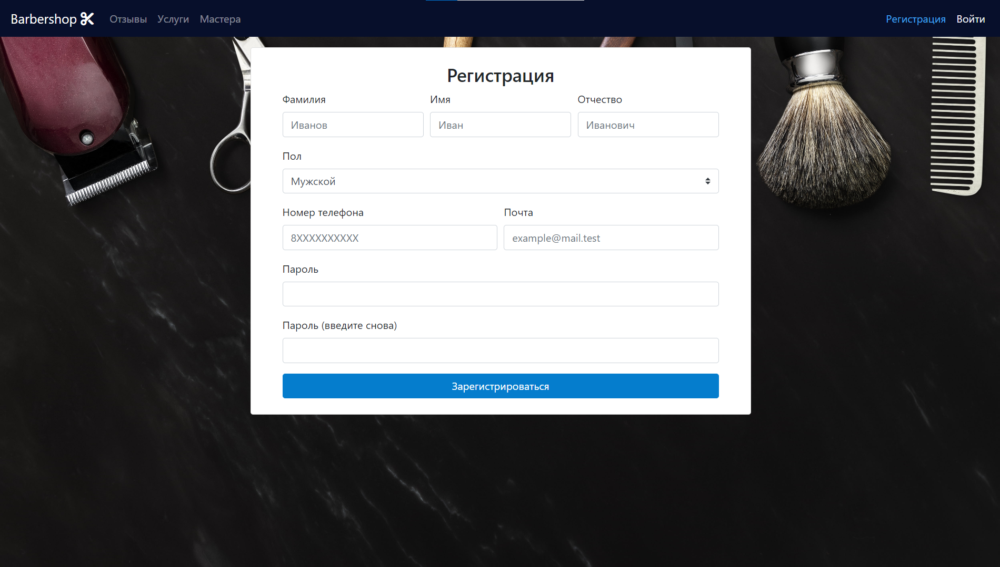 Barbershop Отзывы Услуги Мастера Регистрация Войти
Регистрация
Фамилия Имя Отчество
Иванов Иван Иванович
Пол
Мужской
Номер телефона Почта
8XXXXXXXXXX example@mail.test
Пароль
Пароль (введите снова)
Зарегистрироваться